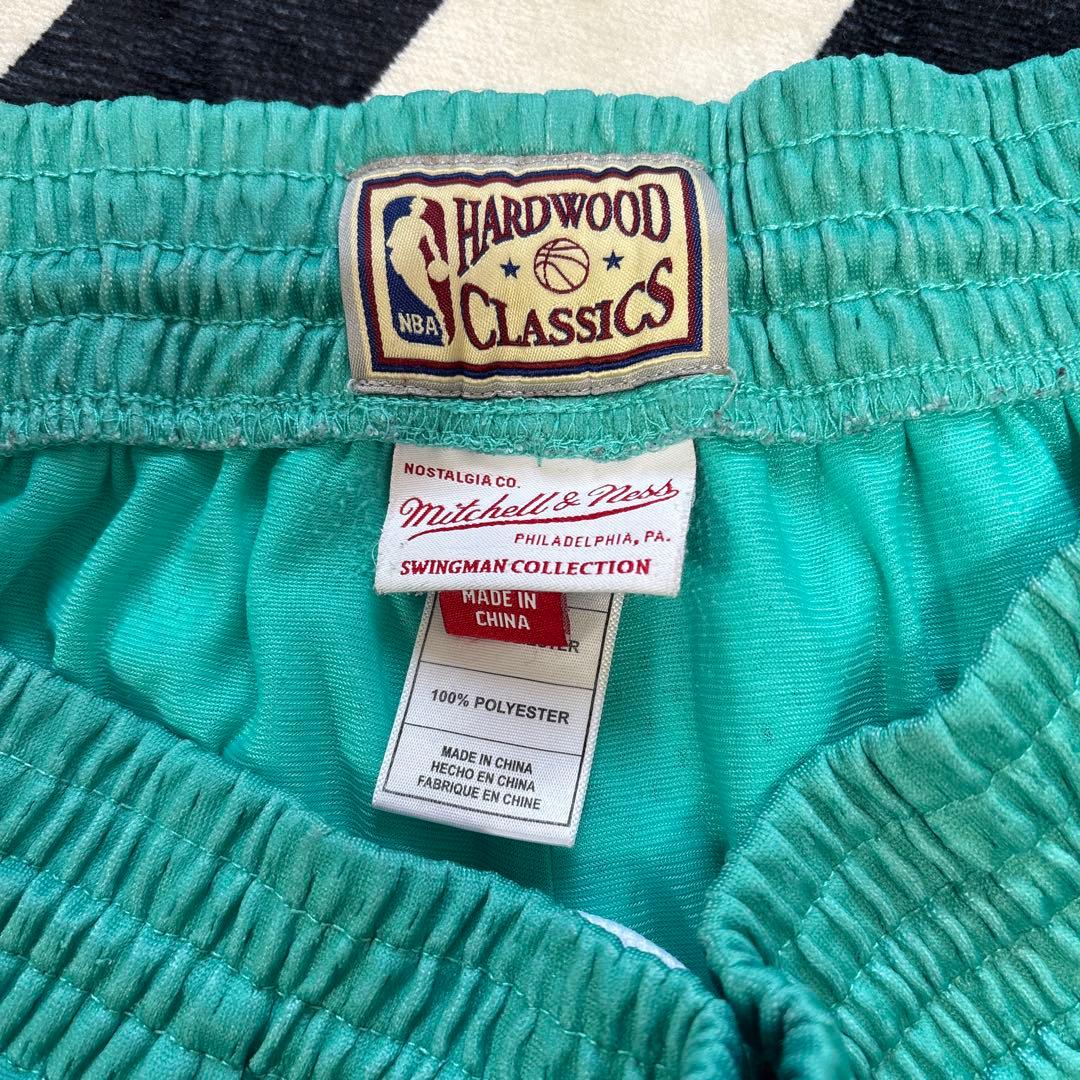 HARDWOOD
CLASSICS
NBA
NOSTALGIA CO.
Mitchell & Ness
PHILADELPHIA, PA.
SWINGMAN COLLECTION
MADE IN
CHINA
100% POLYESTER
MADE IN CHINA
HECHO EN CHINA
FABRIQUE EN CHINE